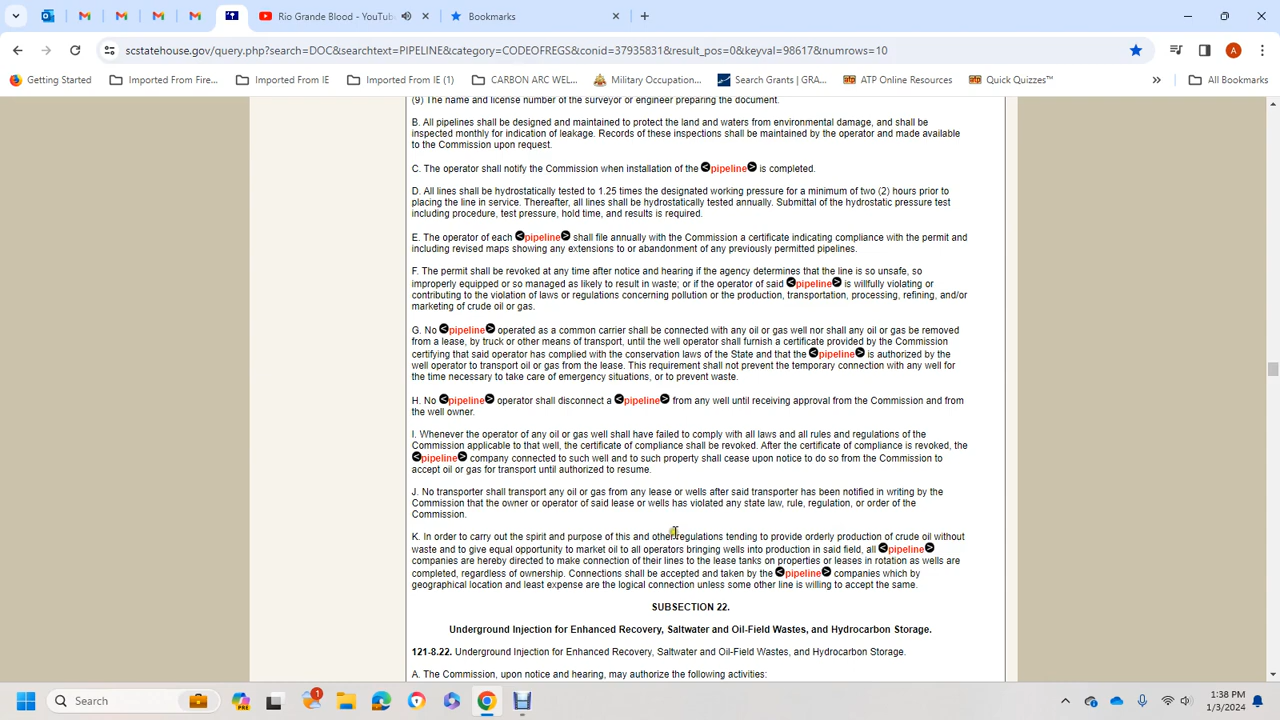 Rio Grande Blood - YouTube
Bookmarks
scstatehouse.gov/query.php?search=DOC&searchtext=PIPELINE&category=CODEOFREGS&conid=37935831&result_pos=0&keyval=98617&numrows=10
A
Getting Started
Imported From Fire...
Imported From IE
Imported From IE (1)
CARBON ARC WEL...
Military Occupation...
Search Grants | GRA...
ATP Online Resources
Quick Quizzes™
All Bookmarks
(9) The name and license number of the surveyor or engineer preparing the document.
B. All pipelines shall be designed and maintained to protect the land and waters from environmental damage, and shall be
inspected monthly for indication of leakage. Records of these inspections shall be maintained by the operator and made available
to the Commission upon request.
C. The operator shall notify the Commission when installation of the <pipeline> is completed.
D. All lines shall be hydrostatically tested to 1.25 times the designated working pressure for a minimum of two (2) hours prior to
placing the line in service. Thereafter, all lines shall be hydrostatically tested annually. Submittal of the hydrostatic pressure test
including procedure, test pressure, hold time, and results is required.
E. The operator of each <pipeline> shall file annually with the Commission a certificate indicating compliance with the permit and
including revised maps showing any extensions to or abandonment of any previously permitted pipelines.
F. The permit shall be revoked at any time after notice and hearing if the agency determines that the line is so unsafe, so
improperly equipped or so managed as likely to result in waste; or if the operator of said <pipeline> is willfully violating or
contributing to the violation of laws or regulations concerning pollution or the production, transportation, processing, refining, and/or
marketing of crude oil or gas.
G. No <pipeline> operated as a common carrier shall be connected with any oil or gas well nor shall any oil or gas be removed
from a lease, by truck or other means of transport, until the well operator shall furnish a certificate provided by the Commission
certifying that said operator has complied with the conservation laws of the State and that the <pipeline> is authorized by the
well operator to transport oil or gas from the lease. This requirement shall not prevent the temporary connection with any well for
the time necessary to take care of emergency situations, or to prevent waste.
H. No <pipeline> operator shall disconnect a <pipeline> from any well until receiving approval from the Commission and from
the well owner.
I. Whenever the operator of any oil or gas well shall have failed to comply with all laws and all rules and regulations of the
Commission applicable to that well, the certificate of compliance shall be revoked. After the certificate of compliance is revoked, the
<pipeline> company connected to such well and to such property shall cease upon notice to do so from the Commission to
accept oil or gas for transport until authorized to resume.
J. No transporter shall transport any oil or gas from any lease or wells after said transporter has been notified in writing by the
Commission that the owner or operator of said lease or wells has violated any state law, rule, regulation, or order of the
Commission.
K. In order to carry out the spirit and purpose of this and other regulations tending to provide orderly production of crude oil without
waste and to give equal opportunity to market oil to all operators bringing wells into production in said field, all <pipeline>
companies are hereby directed to make connection of their lines to the lease tanks on properties or leases in rotation as wells are
completed, regardless of ownership. Connections shall be accepted and taken by the <pipeline> companies which by
geographical location and least expense are the logical connection unless some other line is willing to accept the same.
SUBSECTION 22.
Underground Injection for Enhanced Recovery, Saltwater and Oil-Field Wastes, and Hydrocarbon Storage.
121-8.22. Underground Injection for Enhanced Recovery, Saltwater and Oil-Field Wastes, and Hydrocarbon Storage.
A. The Commission, upon notice and hearing, may authorize the following activities:
Search
PRE
1
1:38 PM
1/3/2024